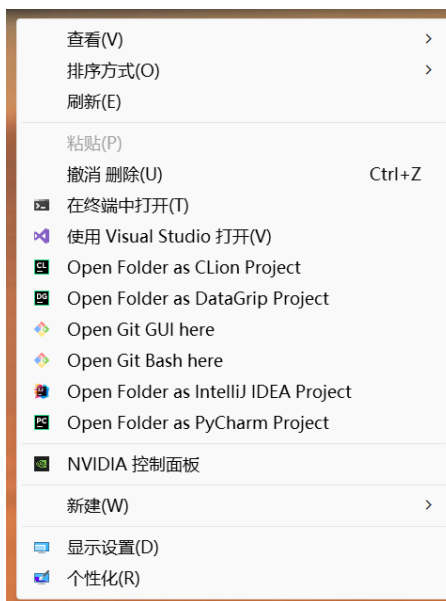 查看(V)
排序方式(O)
刷新(E)
粘贴(P)
撤消 删除(U) Ctrl+Z
在终端中打开(T)
使用 Visual Studio 打开(V)
CL Open Folder as CLion Project
DG Open Folder as DataGrip Project
Open Git GUI here
Open Git Bash here
Open Folder as IntelliJ IDEA Project
PC Open Folder as PyCharm Project
NVIDIA 控制面板
新建(W)
显示设置(D)
个性化(R)